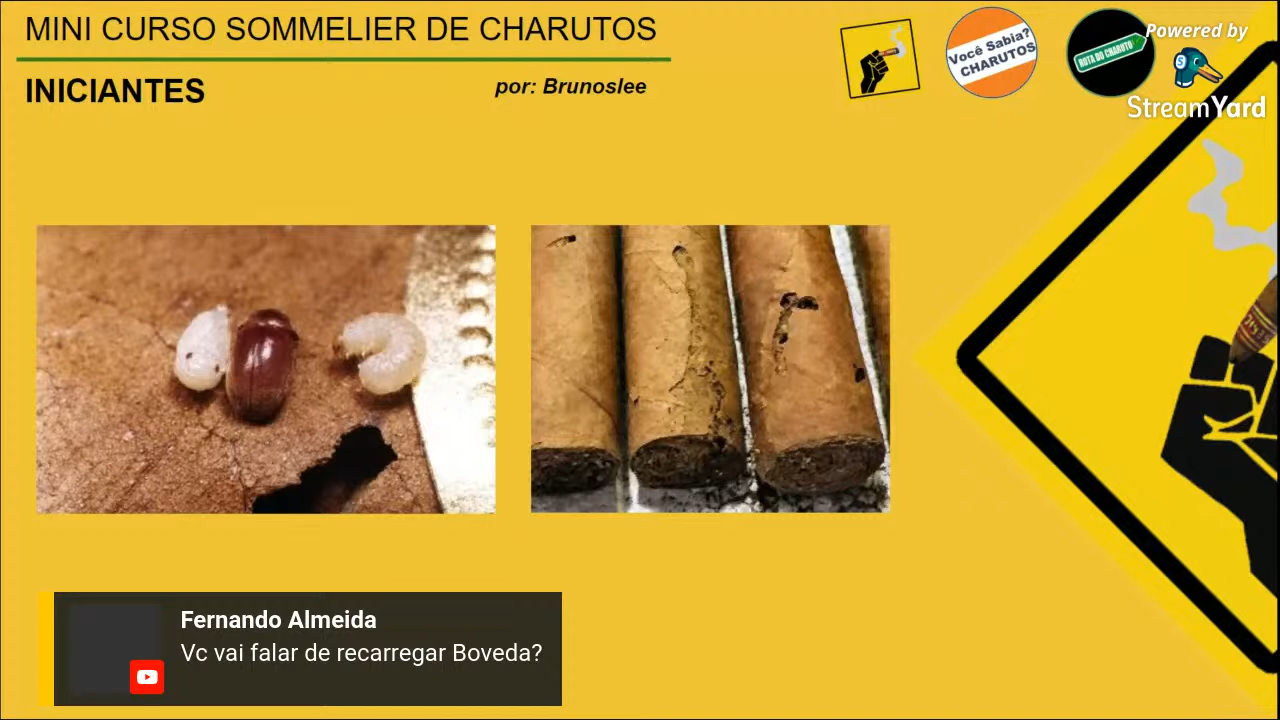 MINI CURSO SOMMELIER DE CHARUTOS
INICIANTES
por: Brunoslee
Você Sabia?
CHARUTOS
ROTA DO CHARUTO
Powered by
S
StreamYard
Fernando Almeida
Vc vai falar de recarregar Boveda?